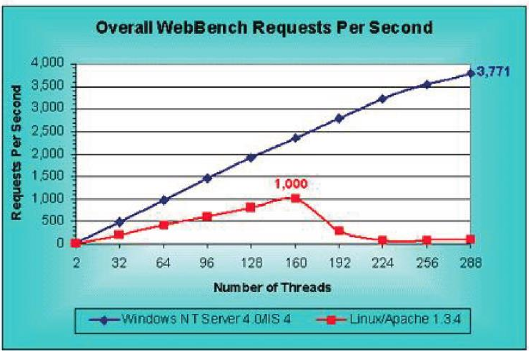 Overall WebBench Requests Per Second
Requests Per Second
4,000
3,500
3,000
2,500
2,000
1,500
1,000
500
0
3,771
1,000
2 32 64 96 128 160 192 224 256 288
Number of Threads
Windows NT Server 4.0/IIS 4 Linux/Apache 1.3.4